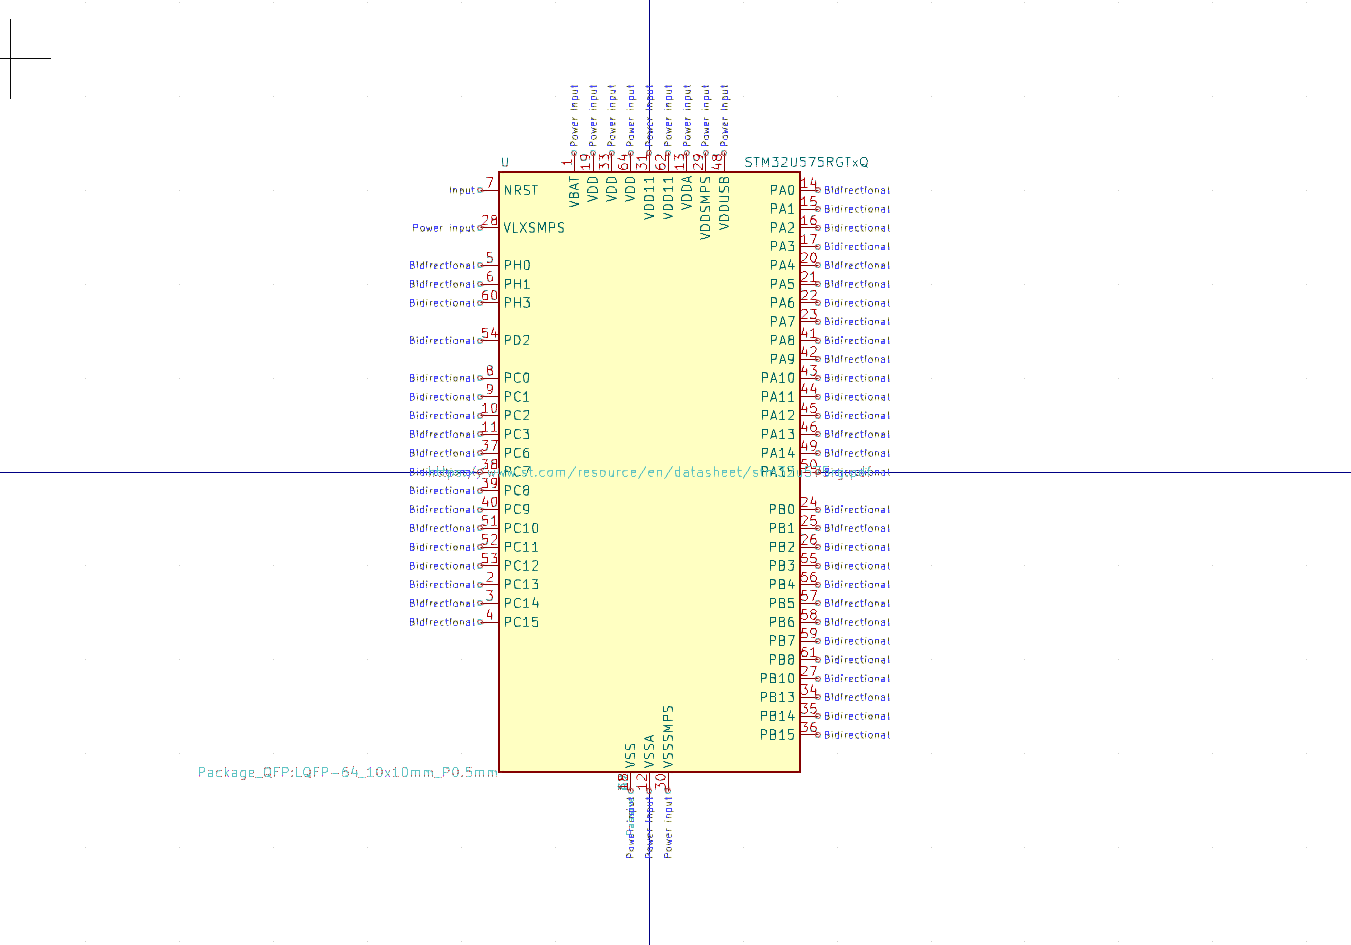 Power input
Power input
Power input
Power input
Power input
Power input
Power input
Power input
Power input
1
19
33
64
31
62
13
29
48
U
STM32U575RGTxQ
VBAT
VDD
VDD
VDD
VDD11
VDD11
VDDA
VDDSMPS
VDDUSB
Input 7 NRST
PA0 14 Bidirectional
PA1 15 Bidirectional
Power input 28 VLXSMPS
PA2 16 Bidirectional
PA3 17 Bidirectional
Bidirectional 5 PH0
PA4 20 Bidirectional
Bidirectional 6 PH1
PA5 21 Bidirectional
Bidirectional 60 PH3
PA6 22 Bidirectional
PA7 23 Bidirectional
Bidirectional 54 PD2
PA8 41 Bidirectional
PA9 42 Bidirectional
Bidirectional 8 PC0
PA10 43 Bidirectional
Bidirectional 9 PC1
PA11 44 Bidirectional
Bidirectional 10 PC2
PA12 45 Bidirectional
Bidirectional 11 PC3
PA13 46 Bidirectional
Bidirectional 37 PC6
PA14 49 Bidirectional
Bidirectional 38 PC7
PA15 50 Bidirectional
Bidirectional 39 PC8
Bidirectional 40 PC9
PB0 24 Bidirectional
Bidirectional 51 PC10
PB1 25 Bidirectional
Bidirectional 52 PC11
PB2 26 Bidirectional
Bidirectional 53 PC12
PB3 55 Bidirectional
Bidirectional 2 PC13
PB4 56 Bidirectional
Bidirectional 3 PC14
PB5 57 Bidirectional
Bidirectional 4 PC15
PB6 58 Bidirectional
PB7 59 Bidirectional
PB8 61 Bidirectional
PB10 27 Bidirectional
PB13 34 Bidirectional
PB14 35 Bidirectional
PB15 36 Bidirectional
VSS
VSSA
VSSSMPS
Package_QFP:LQFP-64_10x10mm_P0.5mm
12
30
Power input
Power input
Power input